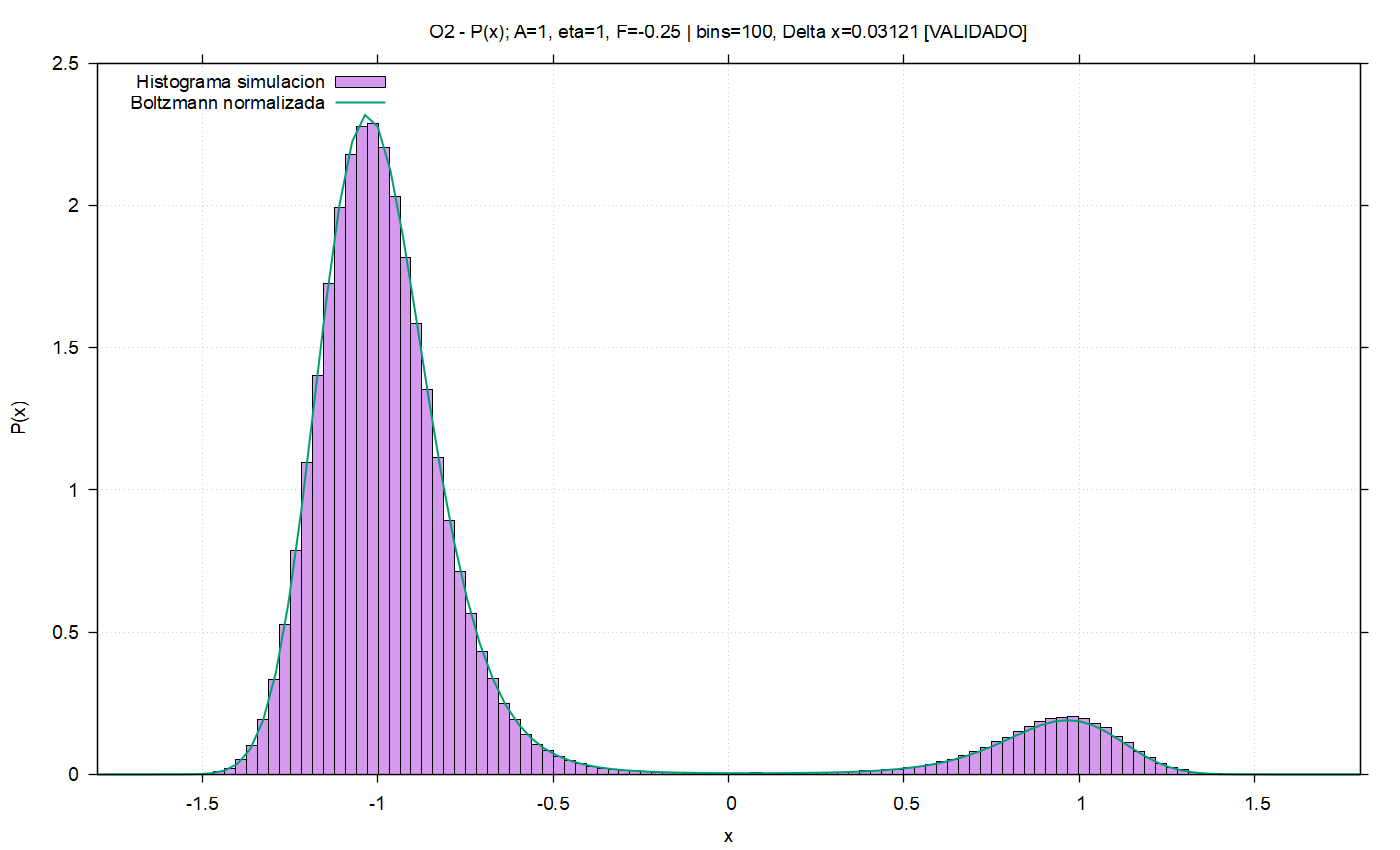 O2 - P(x); A=1, eta=1, F=-0.25 | bins=100, Delta x=0.03121 [VALIDADO]
2.5
Histograma simulacion
Boltzmann normalizada
2
1.5
P(x)
1
0.5
0
-1.5 -1 -0.5 0 0.5 1 1.5
x